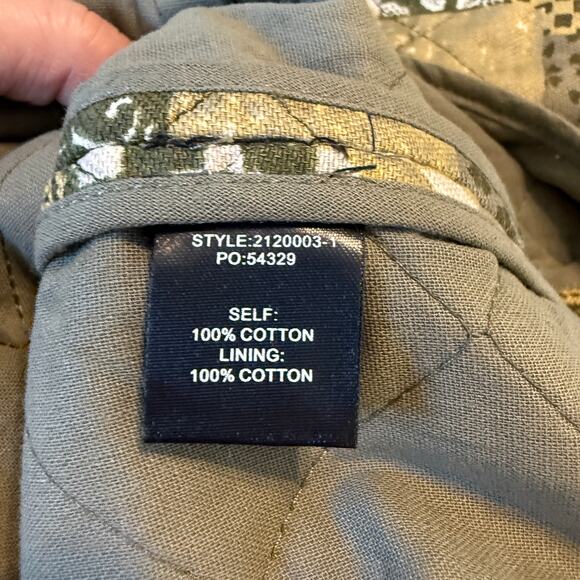 STYLE:2120003-1
PO:54329
SELF:
100% COTTON
LINING:
100% COTTON